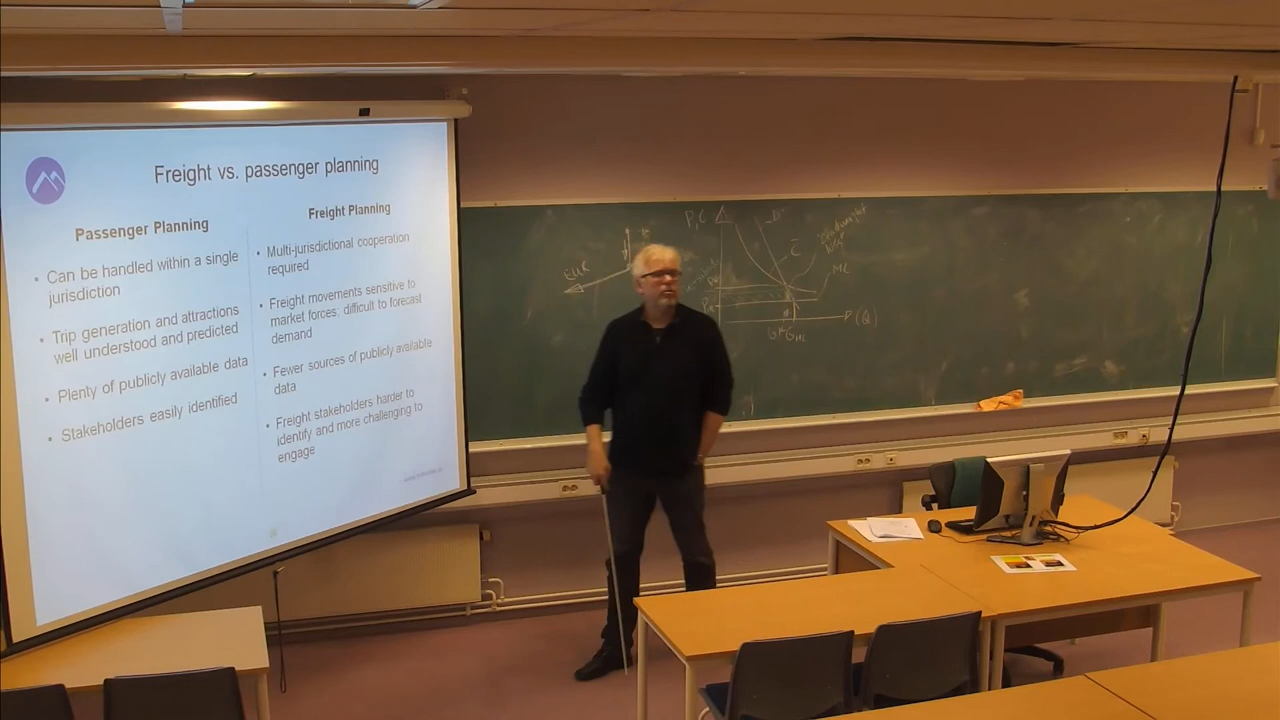 Freight vs. passenger planning
Passenger Planning
• Can be handled within a single
jurisdiction
• Trip generation and attractions
well understood and predicted
• Plenty of publicly available data
• Stakeholders easily identified
Freight Planning
• Multi-jurisdictional cooperation
required
• Freight movements sensitive to
market forces: difficult to forecast
demand
• Fewer sources of publicly available
data
• Freight stakeholders harder to
identify and more challenging to
engage
P, C
D
C
MC
(Q)